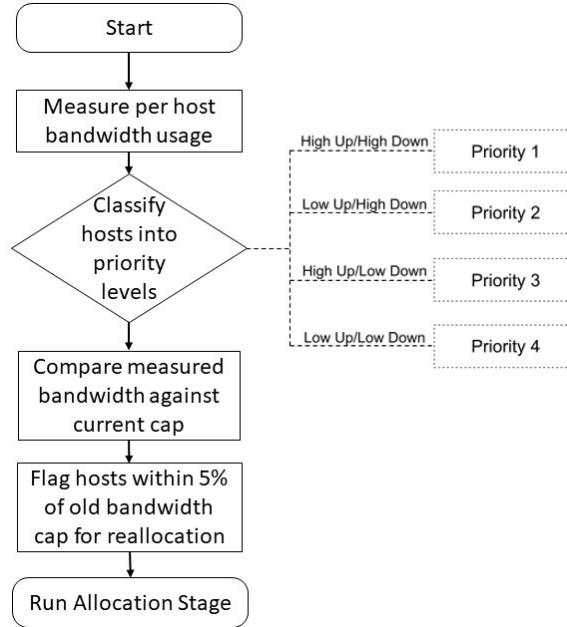 Start
Measure per host
bandwidth usage
Classify
hosts into
priority
levels
High Up/High Down
Priority 1
Low Up/High Down
Priority 2
High Up/Low Down
Priority 3
Low Up/Low Down
Priority 4
Compare measured
bandwidth against
current cap
Flag hosts within 5%
of old bandwidth
cap for reallocation
Run Allocation Stage